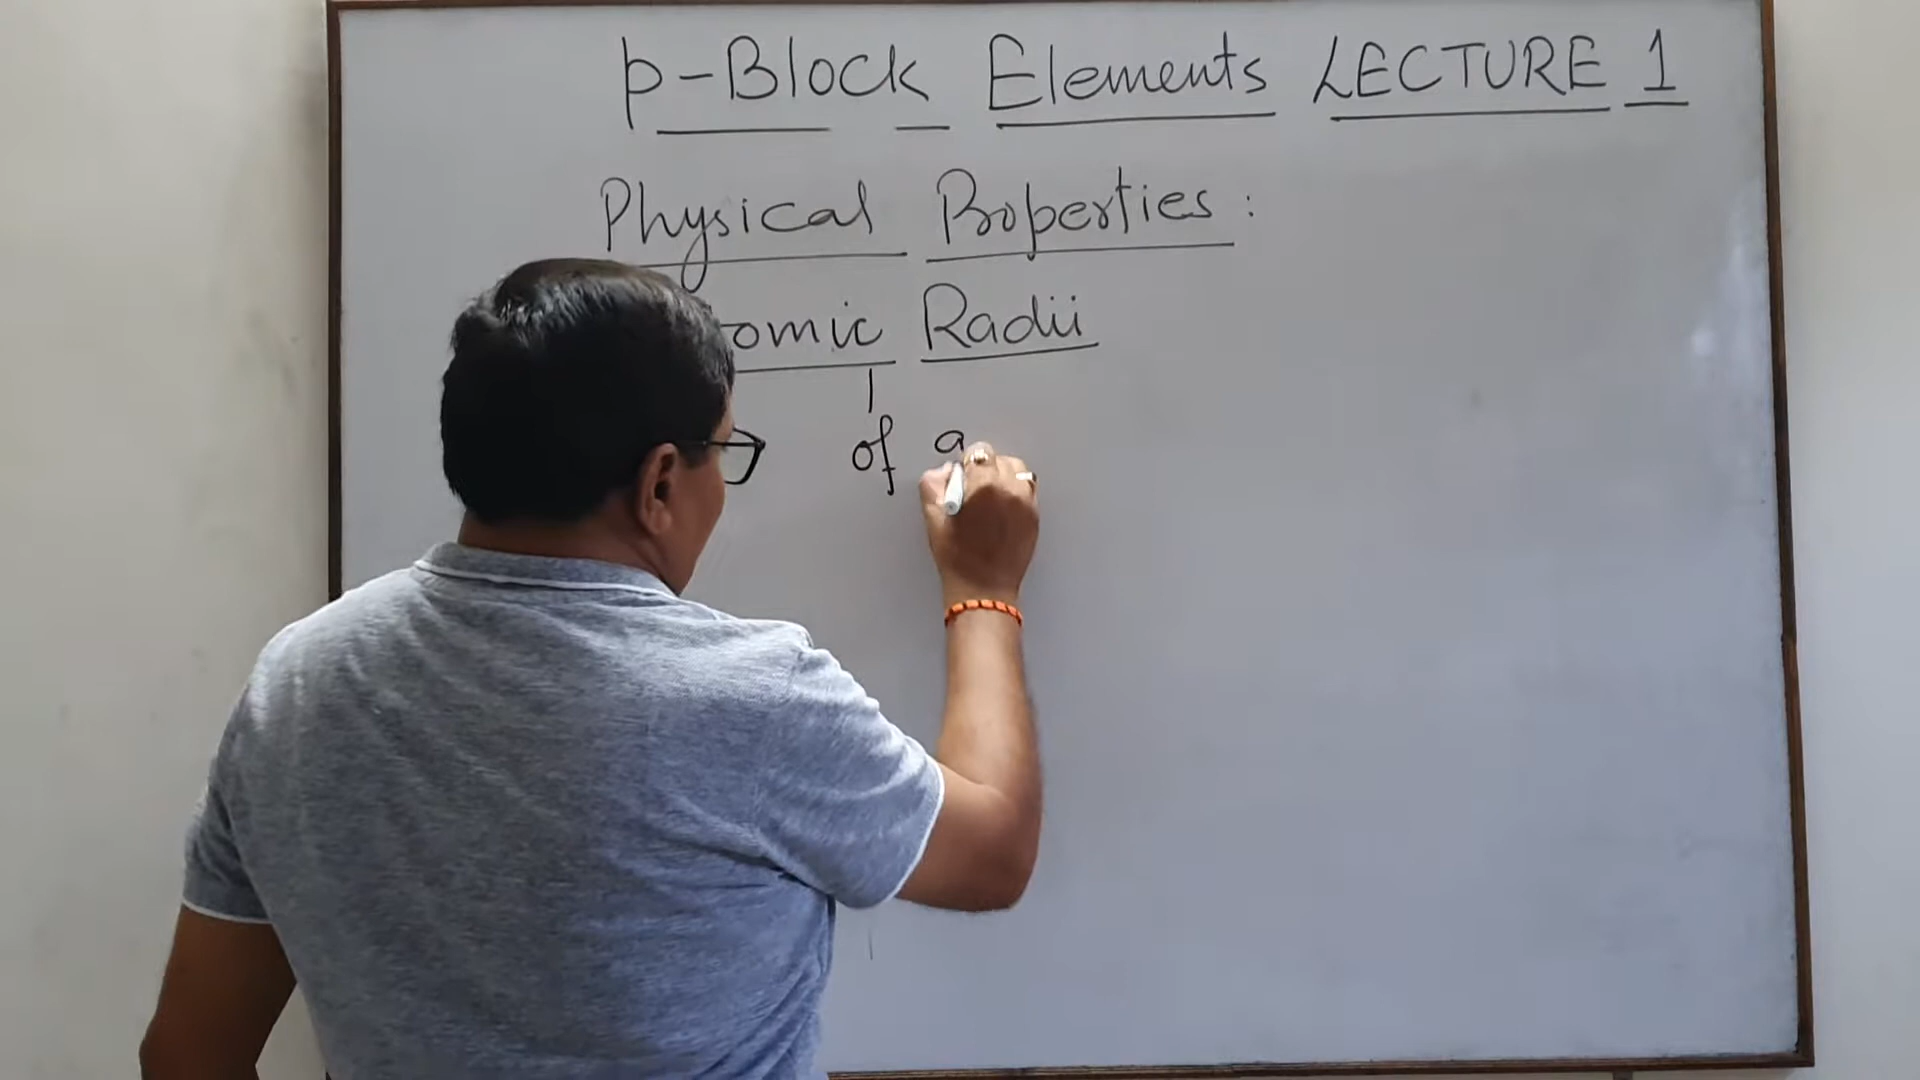 p-Block Elements LECTURE 1
Physical Properties :
omic Radii
of a